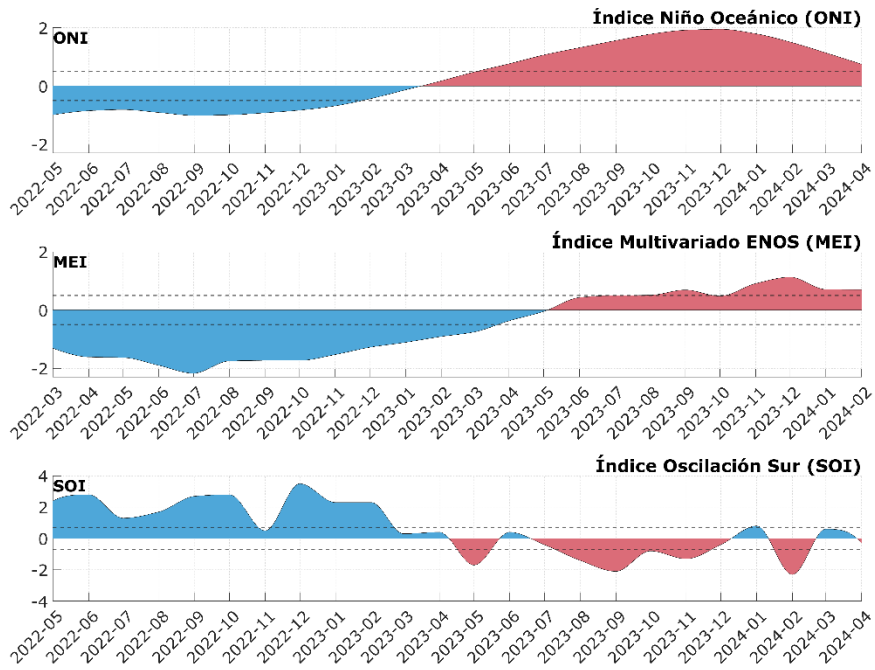 Índice Niño Oceánico (ONI)
ONI
2
0
-2
2022-05 2022-06 2022-07 2022-08 2022-09 2022-10 2022-11 2022-12 2023-01 2023-02 2023-03 2023-04 2023-05 2023-06 2023-07 2023-08 2023-09 2023-10 2023-11 2023-12 2024-01 2024-02 2024-03 2024-04
Índice Multivariado ENOS (MEI)
MEI
2
0
-2
2022-03 2022-04 2022-05 2022-06 2022-07 2022-08 2022-09 2022-10 2022-11 2022-12 2023-01 2023-02 2023-03 2023-04 2023-05 2023-06 2023-07 2023-08 2023-09 2023-10 2023-11 2023-12 2024-01 2024-02
Índice Oscilación Sur (SOI)
SOI
4
2
0
-2
-4
2022-05 2022-06 2022-07 2022-08 2022-09 2022-10 2022-11 2022-12 2023-01 2023-02 2023-03 2023-04 2023-05 2023-06 2023-07 2023-08 2023-09 2023-10 2023-11 2023-12 2024-01 2024-02 2024-03 2024-04